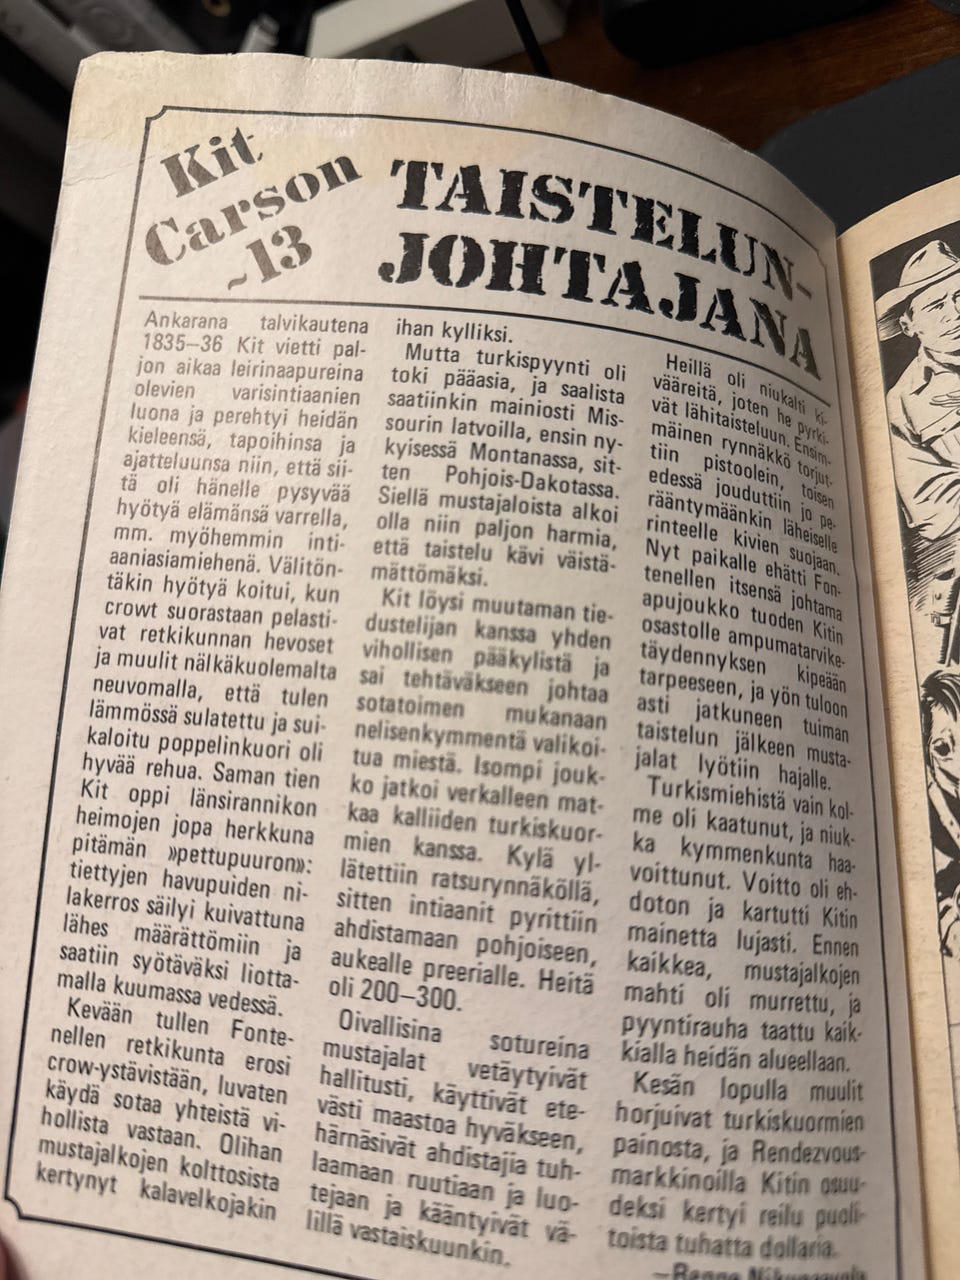 Kit
Carson
~13
TAISTELUN-
JOHTAJANA
Ankarana talvikautena
1835–36 Kit vietti pal-
jon aikaa leirinaapureina
olevien varisintiaanien
luona ja perehtyi heidän
kieleensä, tapoihinsa ja
ajatteluunsa niin, että sii-
tä oli hänelle pysyvää
hyötyä elämänsä varrella,
mm. myöhemmin inti-
aaniasiamiehenä. Välitön-
täkin hyötyä koitui, kun
crowt suorastaan pelasti-
vat retkikunnan hevoset
ja muulit nälkäkuolemalta
neuvomalla, että tulen
lämmössä sulatettu ja sui-
kaloitu poppelinkuori oli
hyvää rehua. Saman tien
Kit oppi länsirannikon
heimojen jopa herkkuna
pitämän »pettupuuron»:
tiettyjen havupuiden ni-
lakerros säilyi kuivattuna
lähes määrättömiin ja
saatiin syötäväksi liotta-
malla kuumassa vedessä.
Kevään tullen Fonte-
nellen retkikunta erosi
crow-ystävistään, luvaten
käydä sotaa yhteistä vi-
hollista vastaan. Olihan
mustajalkojen kolttosista
kertynyt kalavelkojakin
ihan kylliksi.
Mutta turkispyynti oli
toki pääasia, ja saalista
saatiinkin mainiosti Mis-
sourin latvoilla, ensin ny-
kyisessä Montanassa, sit-
ten Pohjois-Dakotassa.
Siellä mustajaloista alkoi
olla niin paljon harmia,
että taistelu kävi väistä-
mättömäksi.
Kit löysi muutaman tie-
dustelijan kanssa yhden
vihollisen pääkylistä ja
sai tehtäväkseen johtaa
sotatoimen mukanaan
nelisenkymmentä valikoi-
tua miestä. Isompi jouk-
ko jatkoi verkalleen mat-
kaa kalliiden turkiskuor-
mien kanssa. Kylä yl-
lätettiin ratsurynnäköllä,
sitten intiaanit pyrittiin
ahdistamaan pohjoiseen,
aukealle preerialle. Heitä
oli 200–300.
Oivallisina sotureina
mustajalat vetäytyivät
hallitusti, käyttivät ete-
västi maastoa hyväkseen,
härnäsivät ahdistajia tuh-
laamaan ruutiaan ja luo-
tejaan ja kääntyivät vä-
lillä vastaiskuunkin.
Heillä oli niukalti ki-
vääreitä, joten he pyrki-
vät lähitaisteluun. Ensim-
mäinen rynnäkkö torjut-
tiin pistoolein, toisen
edessä jouduttiin jo pe-
rääntymäänkin läheiselle
rinteelle kivien suojaan.
Nyt paikalle ehätti Fon-
tenellen itsensä johtama
apujoukko tuoden Kitin
osastolle ampumatarvike-
täydennyksen kipeään
tarpeeseen, ja yön tuloon
asti jatkuneen tuiman
taistelun jälkeen musta-
jalat lyötiin hajalle.
Turkismiehistä vain kol-
me oli kaatunut, ja niuk-
ka kymmenkunta haa-
voittunut. Voitto oli eh-
doton ja kartutti Kitin
mainetta lujasti. Ennen
kaikkea, mustajalkojen
mahti oli murrettu, ja
pyyntirauha taattu kaik-
kialla heidän alueellaan.
Kesän lopulla muulit
horjuivat turkiskuormien
painosta, ja Rendezvous-
markkinoilla Kitin osuu-
deksi kertyi reilu puoli-
toista tuhatta dollaria.